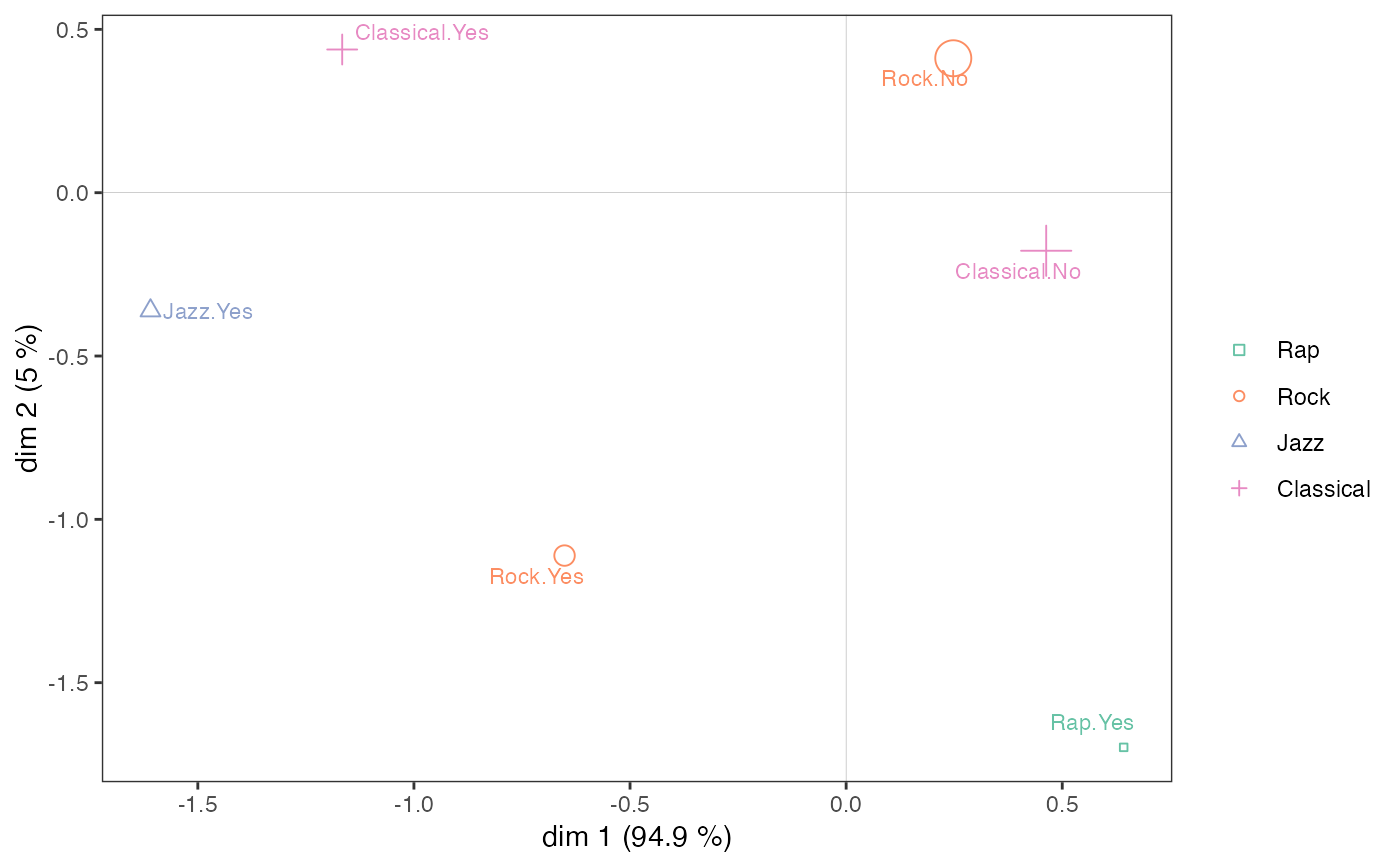 0.5
0.0
-0.5
-1.0
-1.5
dim 2 (5 %)
Classical.Yes
Rock.No
Classical.No
Jazz.Yes
Rock.Yes
Rap.Yes
-1.5
-1.0
-0.5
0.0
0.5
dim 1 (94.9 %)
Rap
Rock
Jazz
Classical